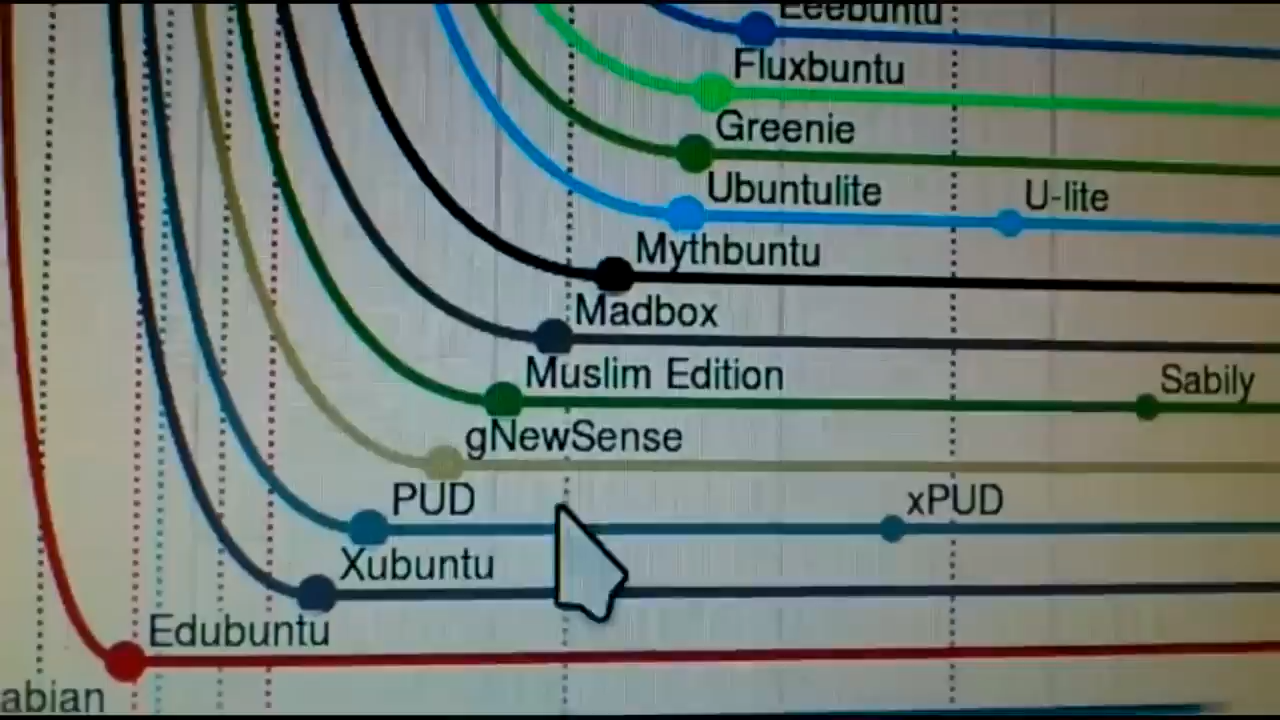 Eeebuntu
Fluxbuntu
Greenie
Ubuntulite
U-lite
Mythbuntu
Madbox
Muslim Edition
Sabily
gNewSense
PUD
xPUD
Xubuntu
Edubuntu
abian